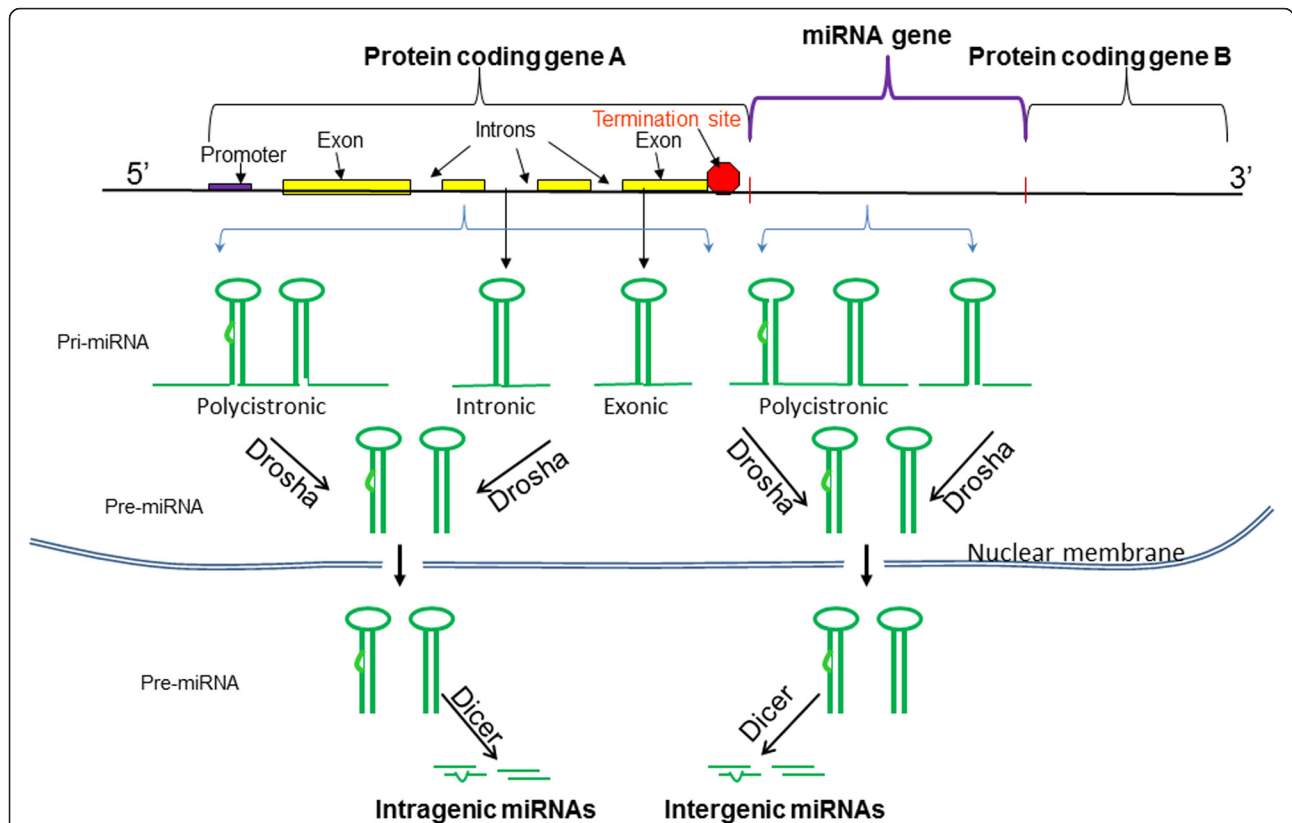 miRNA gene
Protein coding gene A
Protein coding gene B
Termination site
Introns
Exon
Exon
Promoter
5’
3’
Pri-miRNA
Polycistronic
Intronic
Exonic
Polycistronic
Drosha
Drosha
Drosha
Drosha
Pre-miRNA
Nuclear membrane
Pre-miRNA
Dicer
Dicer
Intragenic miRNAs
Intergenic miRNAs